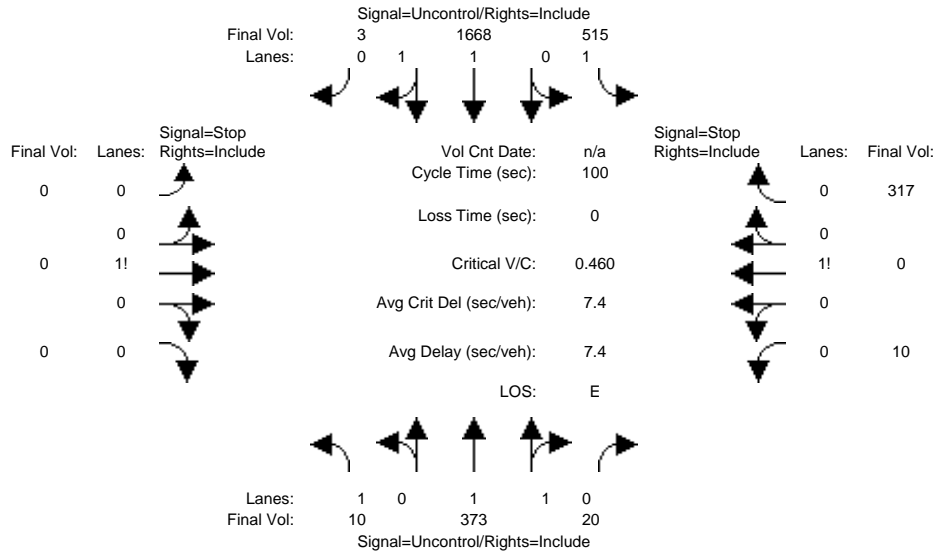 Signal=Uncontrol/Rights=Include
Final Vol: 3 1668 515
Lanes: 0 1 1 0 1
Signal=Stop Signal=Stop
Final Vol: Lanes: Rights=Include Vol Cnt Date: n/a Rights=Include Lanes: Final Vol:
Cycle Time (sec): 100
0 0 0 317
Loss Time (sec): 0
0 0
0 1! Critical V/C: 0.460 1! 0
0 Avg Crit Del (sec/veh): 7.4 0
0 0 Avg Delay (sec/veh): 7.4 0 10
LOS: E
Lanes: 1 0 1 1 0
Final Vol: 10 373 20
Signal=Uncontrol/Rights=Include